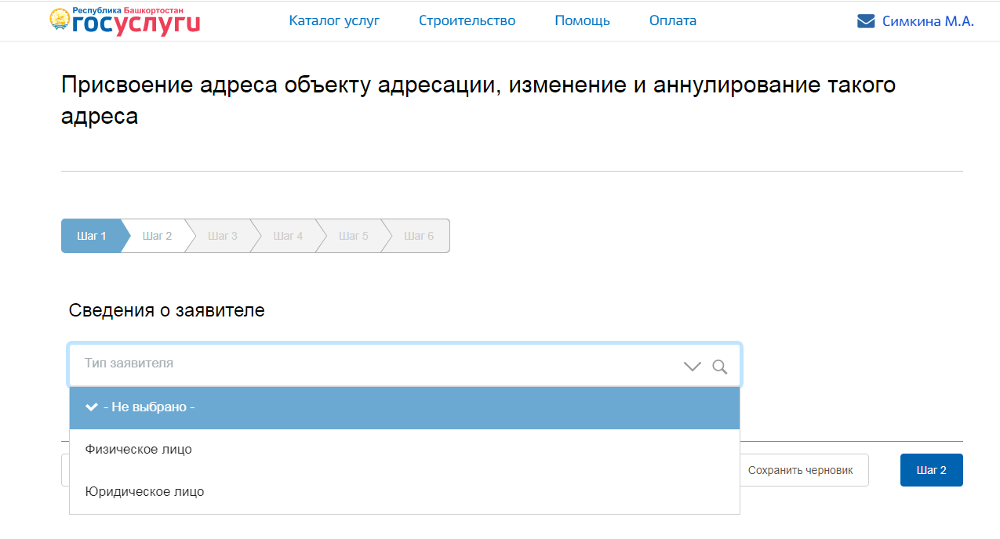 Республика Башкортостан
госуслуги
Каталог услуг
Строительство
Помощь
Оплата
Симкина М.А.
Присвоение адреса объекту адресации, изменение и аннулирование такого
адреса
Шаг 1
Шаг 2
Шаг 3
Шаг 4
Шаг 5
Шаг 6
Сведения о заявителе
Тип заявителя
- Не выбрано -
Физическое лицо
Юридическое лицо
Сохранить черновик
Шаг 2